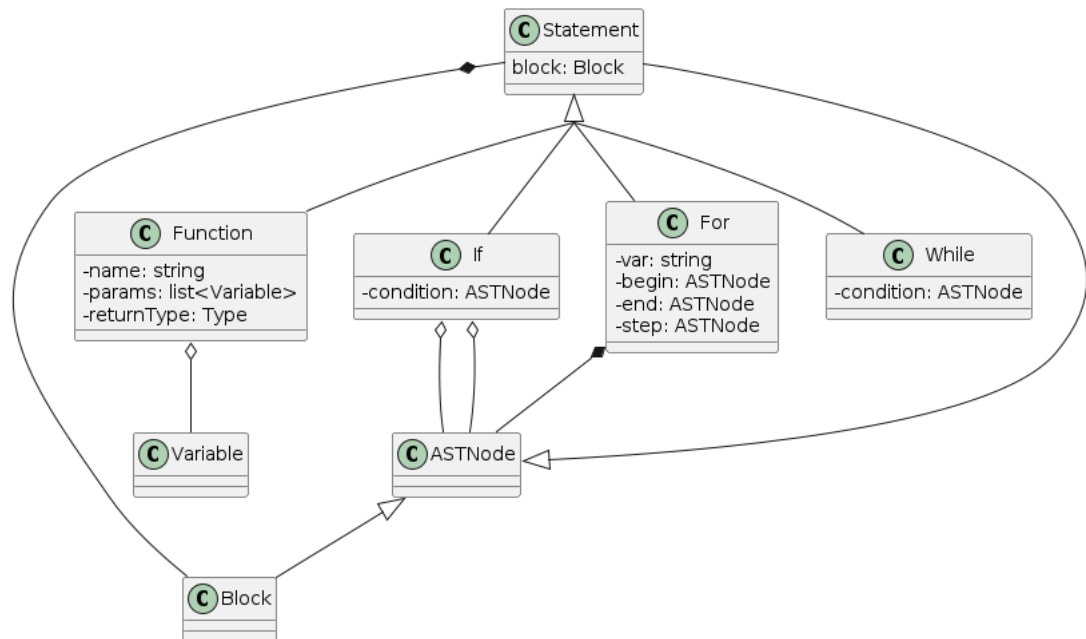 C Statement
block: Block
C Function
-name: string
-params: list<Variable>
-returnType: Type
C If
-condition: ASTNode
C For
-var: string
-begin: ASTNode
-end: ASTNode
-step: ASTNode
C While
-condition: ASTNode
C Variable
C ASTNode
C Block